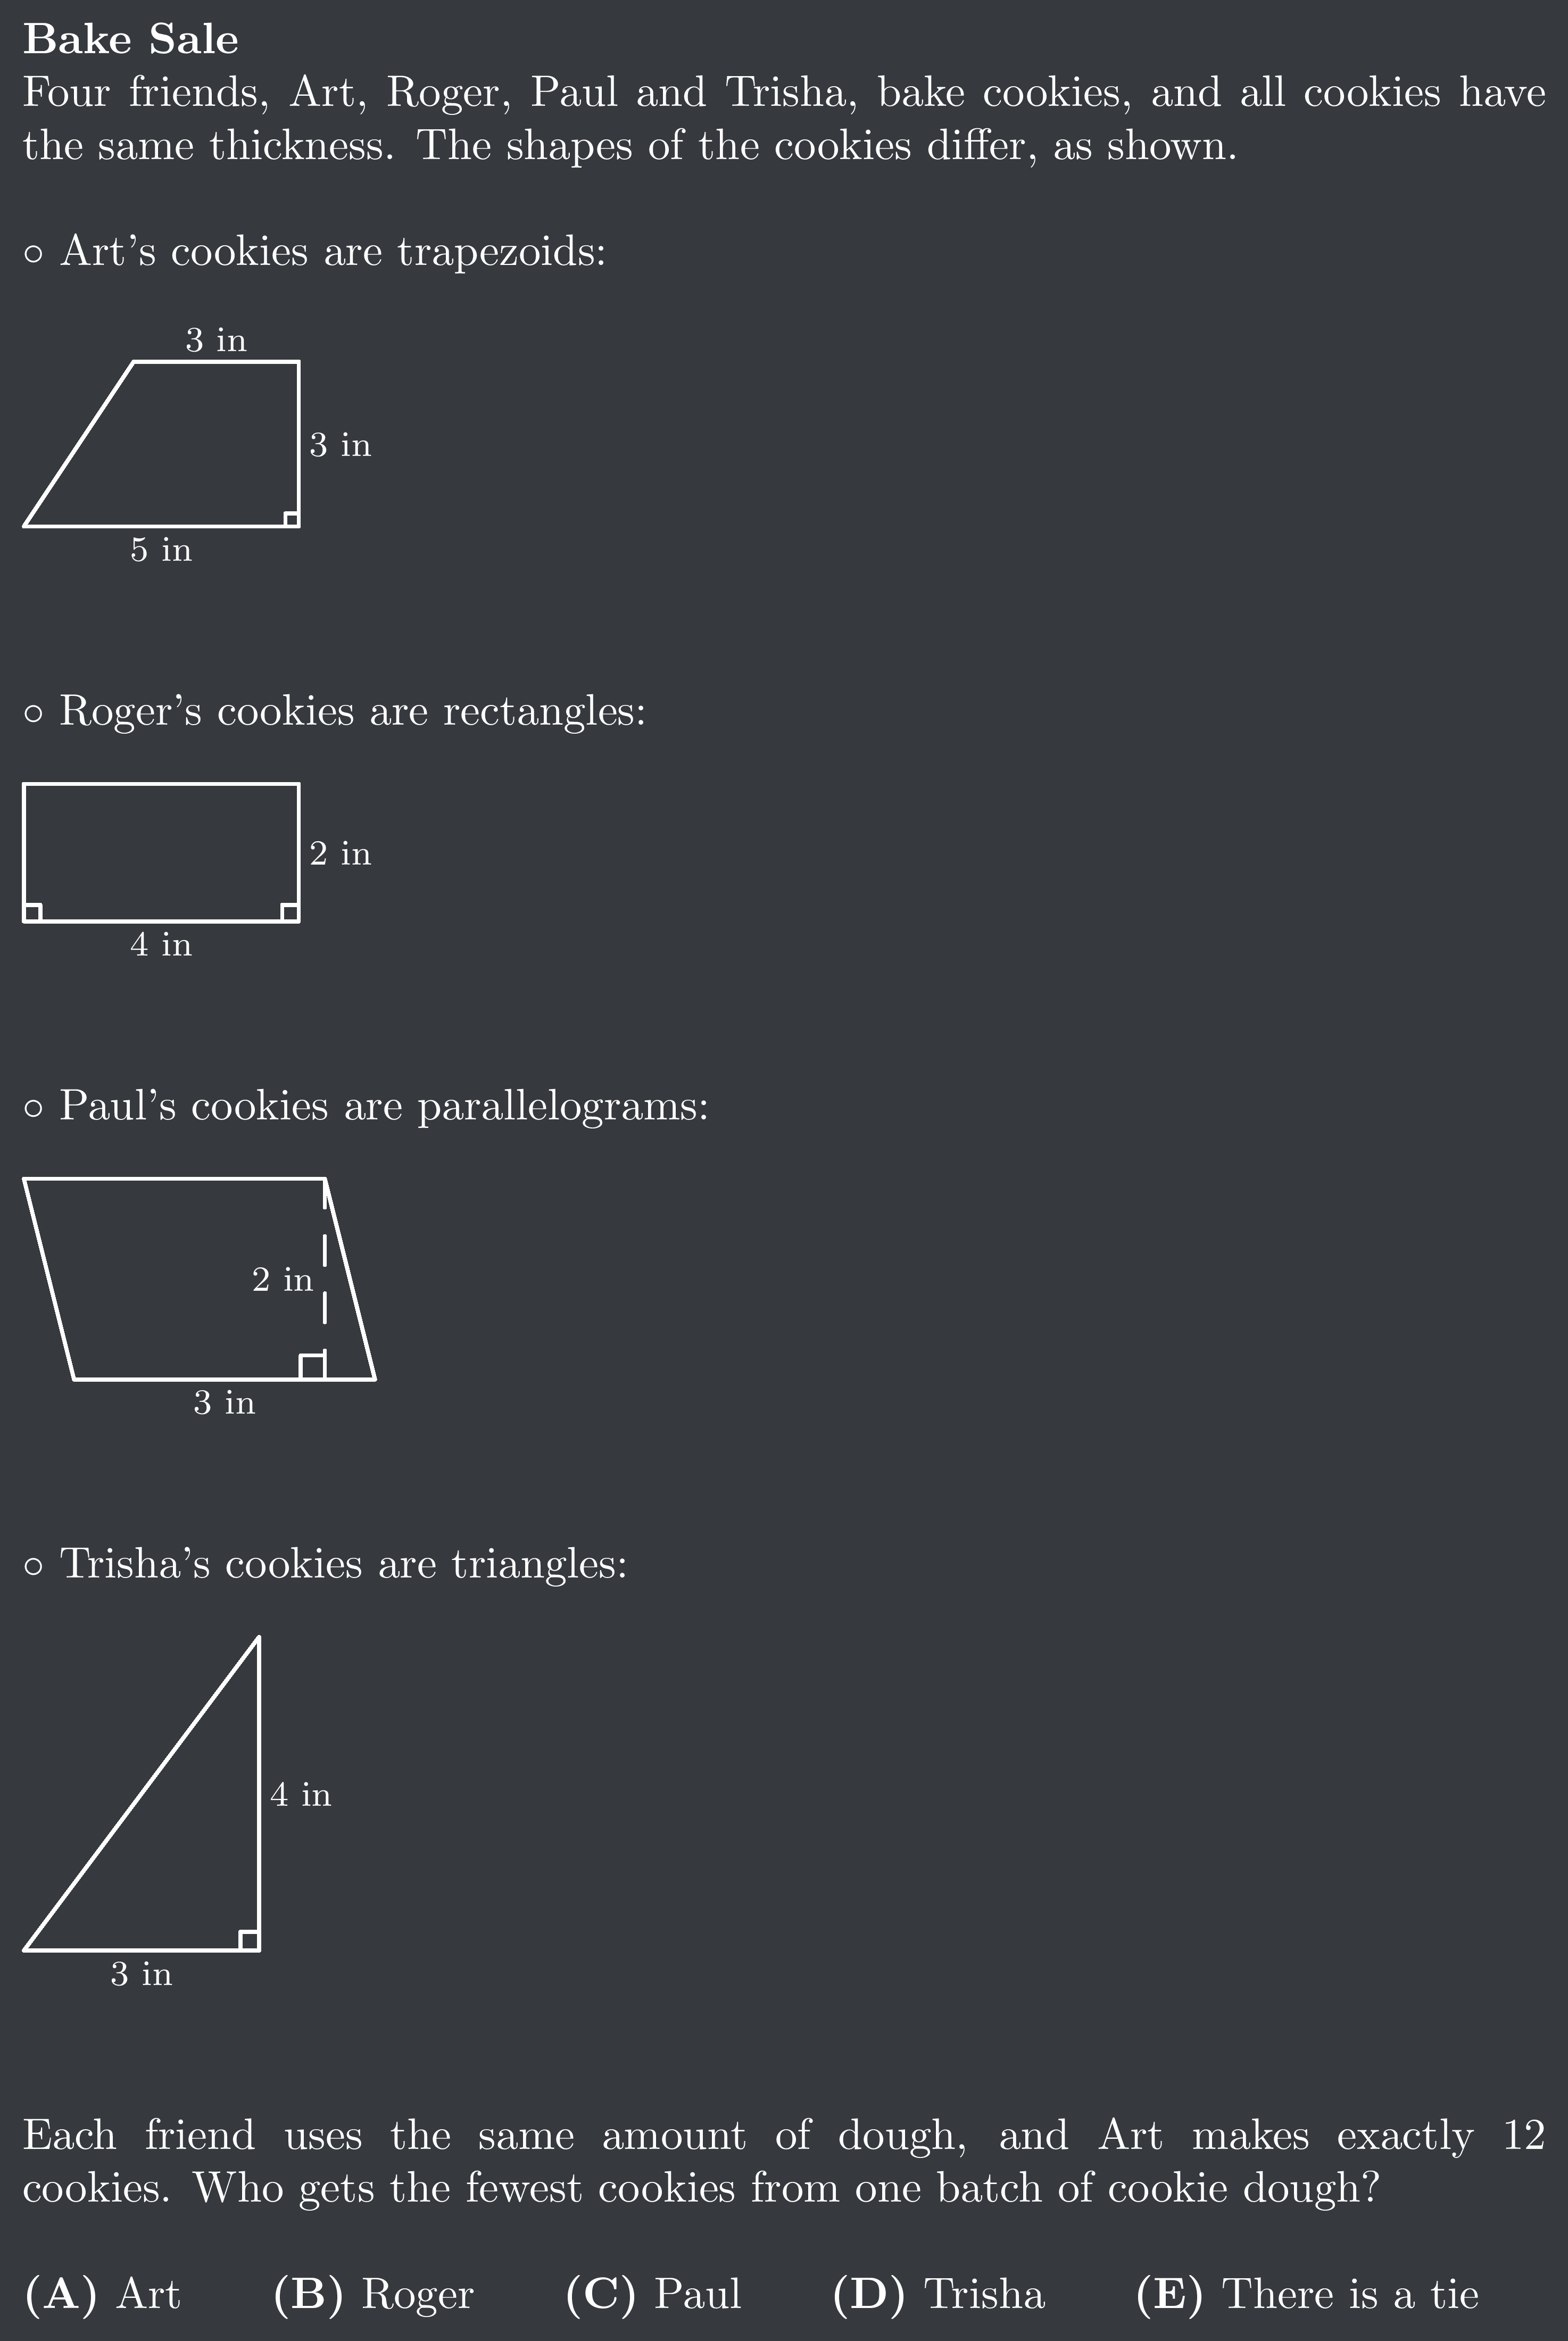 Bake Sale
Four friends, Art, Roger, Paul and Trisha, bake cookies, and all cookies have
the same thickness. The shapes of the cookies differ, as shown.
○ Art's cookies are trapezoids:
3 in
3 in
5 in
○ Roger's cookies are rectangles:
2 in
4 in
○ Paul's cookies are parallelograms:
2 in
3 in
○ Trisha's cookies are triangles:
4 in
3 in
Each friend uses the same amount of dough, and Art makes exactly 12
cookies. Who gets the fewest cookies from one batch of cookie dough?
(A) Art (B) Roger (C) Paul (D) Trisha (E) There is a tie